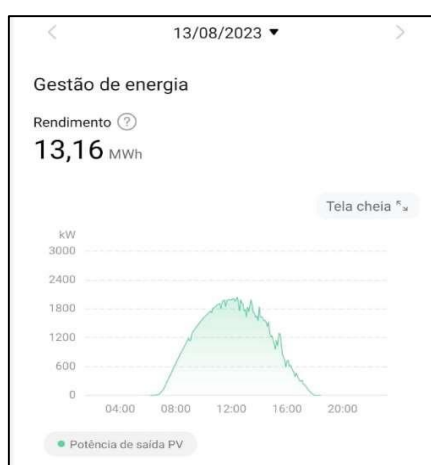 13/08/2023 ▼
Gestão de energia
Rendimento ?
13,16 MWh
Tela cheia
kW
3000
2400
1800
1200
600
0
04:00 08:00 12:00 16:00 20:00
Potência de saída PV